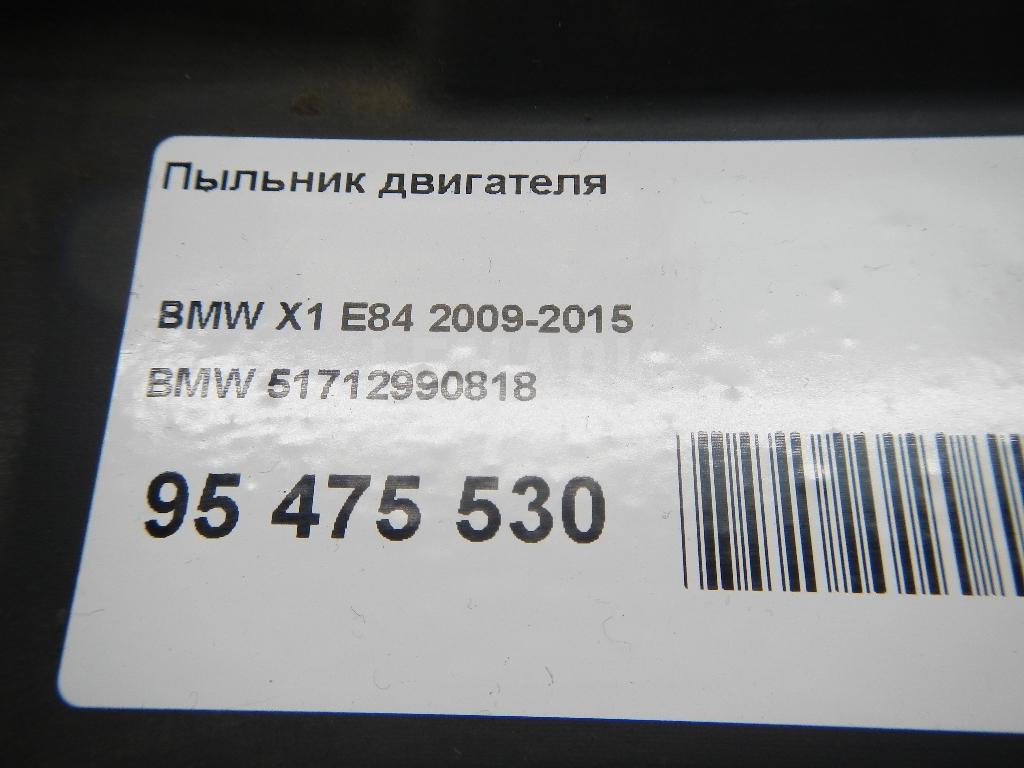 Пыльник двигателя
BMW X1 E84 2009-2015
BMW 51712990818
95 475 530